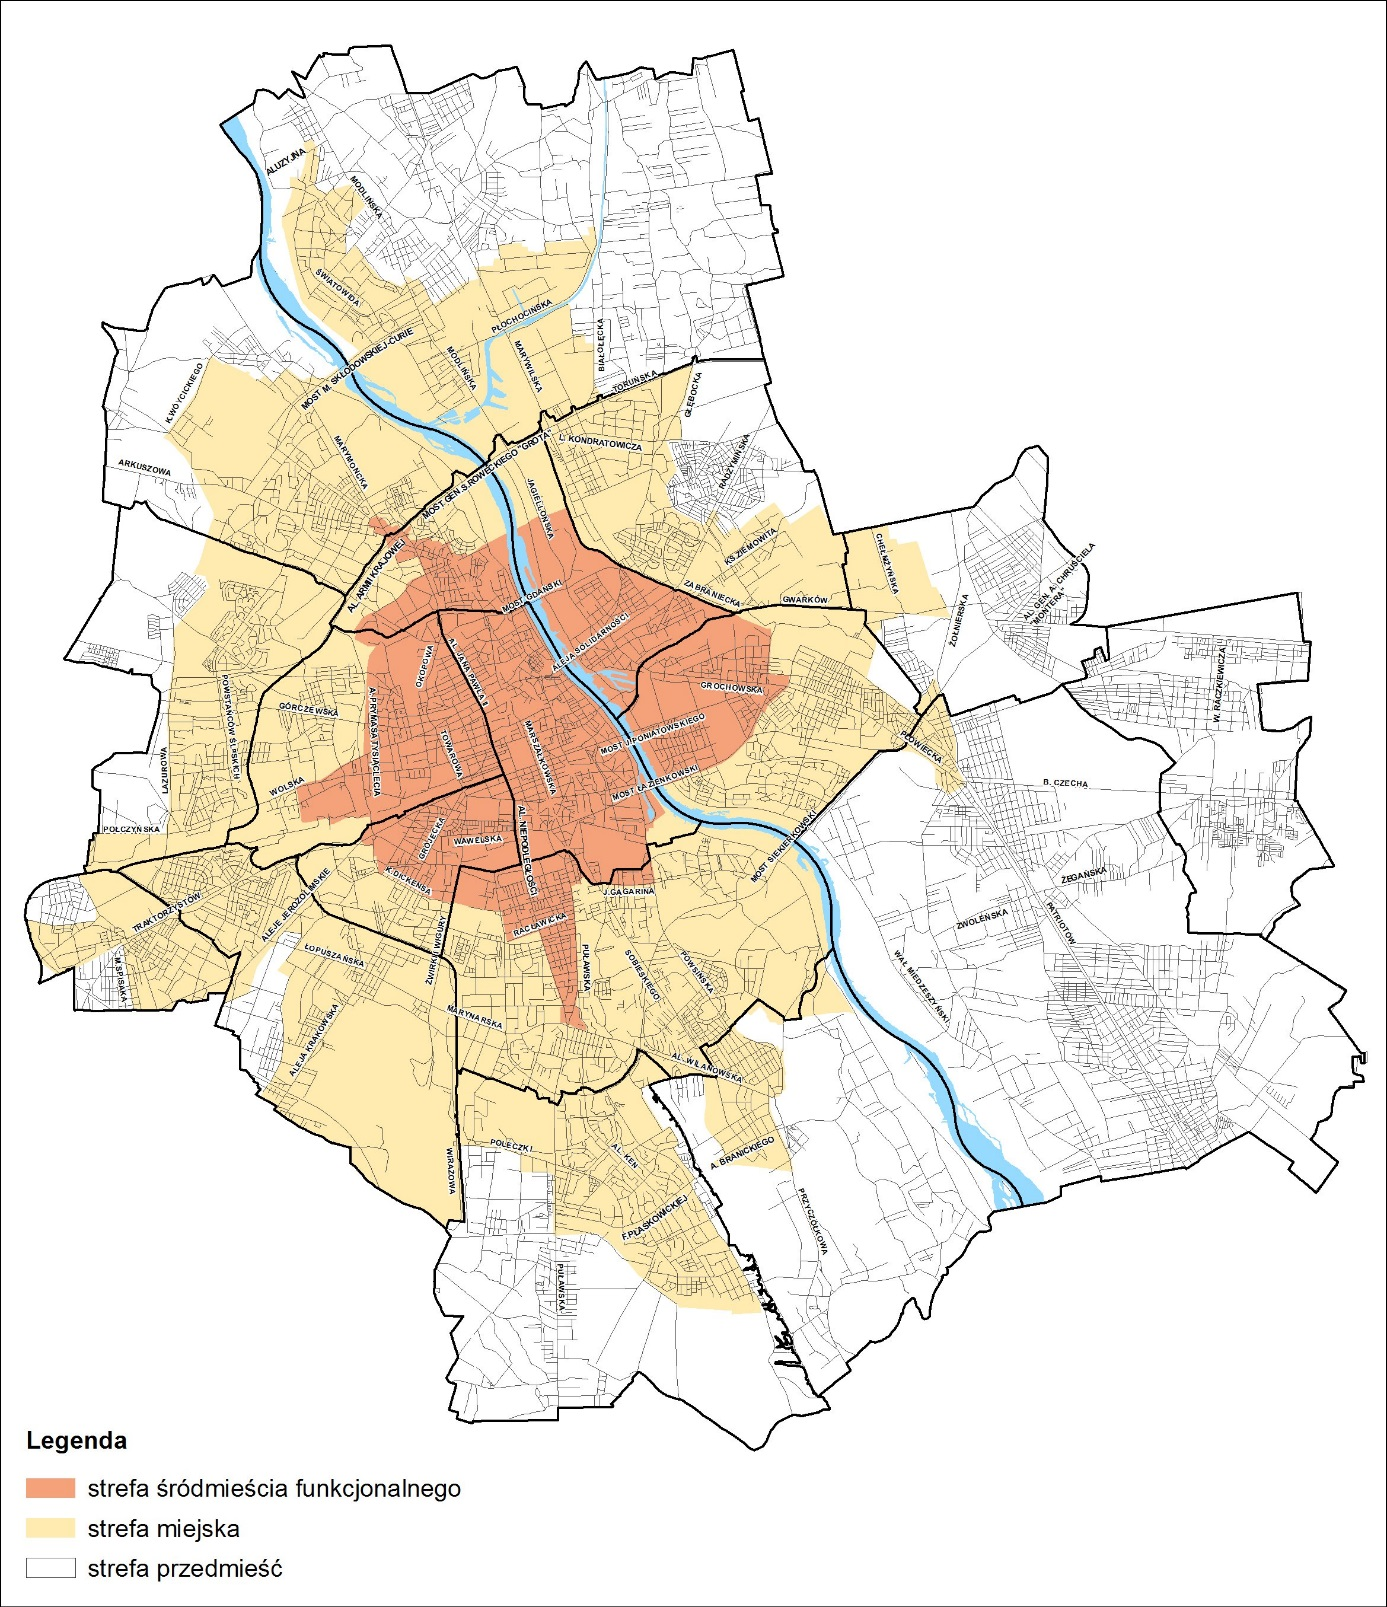 ALUZYJNA
MODLIŃSKA
ŚWIATOWIDA
PŁOCHOCIŃSKA
BIAŁOŁĘCKA
MODLIŃSKA
MARYWILSKA
MOST M. SKŁODOWSKIEJ-CURIE
K.WÓYCICKIEGO
TORUŃSKA
GŁĘBOCKA
ARKUSZOWA
MARYMONCKA
MOST GEN.S.ROWECKIEGO "GROTA"
L. KONDRATOWICZA
RADZYMIŃSKA
JAGIELLOŃSKA
AL. ARMII KRAJOWEJ
KS.ZIEMOWITA
CHEŁMŻYŃSKA
ZABRANIECKA
GWARKÓW
ŻOŁNIERSKA
AL. GEN. A. CHRUŚCIELA
"MONTERA"
MOST GDAŃSKI
ALEJA SOLIDARNOŚCI
OKOPOWA
AL. JANA PAWŁA II
GROCHOWSKA
W. RACZKIEWICZA
POWSTAŃCÓW ŚLĄSKICH
GÓRCZEWSKA
A. PRYMASA TYSIĄCLECIA
TOWAROWA
MARSZAŁKOWSKA
MOST J.PONIATOWSKIEGO
PŁOWIECKA
LAZUROWA
WOLSKA
MOST ŁAZIENKOWSKI
B. CZECHA
POŁCZYŃSKA
GRÓJECKA
WAWELSKA
AL. NIEPODLEGŁOŚCI
MOST SIEKIERKOWSKI
ŻEGAŃSKA
K.DICKENSA
J.GAGARINA
TRAKTORZYSTÓW
ALEJE JEROZOLIMSKIE
RACŁAWICKA
ZWOLEŃSKA
PATRIOTÓW
ŁOPUSZAŃSKA
ŻWIRKI I WIGURY
PUŁAWSKA
SOBIESKIEGO
POWSIŃSKA
WAŁ MIEDZESZYŃSKI
M.SPISAKA
ALEJA KRAKOWSKA
MARYNARSKA
AL. WILANOWSKA
POLECZKI
AL. KEN
A. BRANICKIEGO
WIRAŻOWA
F.PLASKOWICKIEJ
PRZYCZÓŁKOWA
PUŁAWSKA
Legenda
strefa śródmieścia funkcjonalnego
strefa miejska
strefa przedmieść